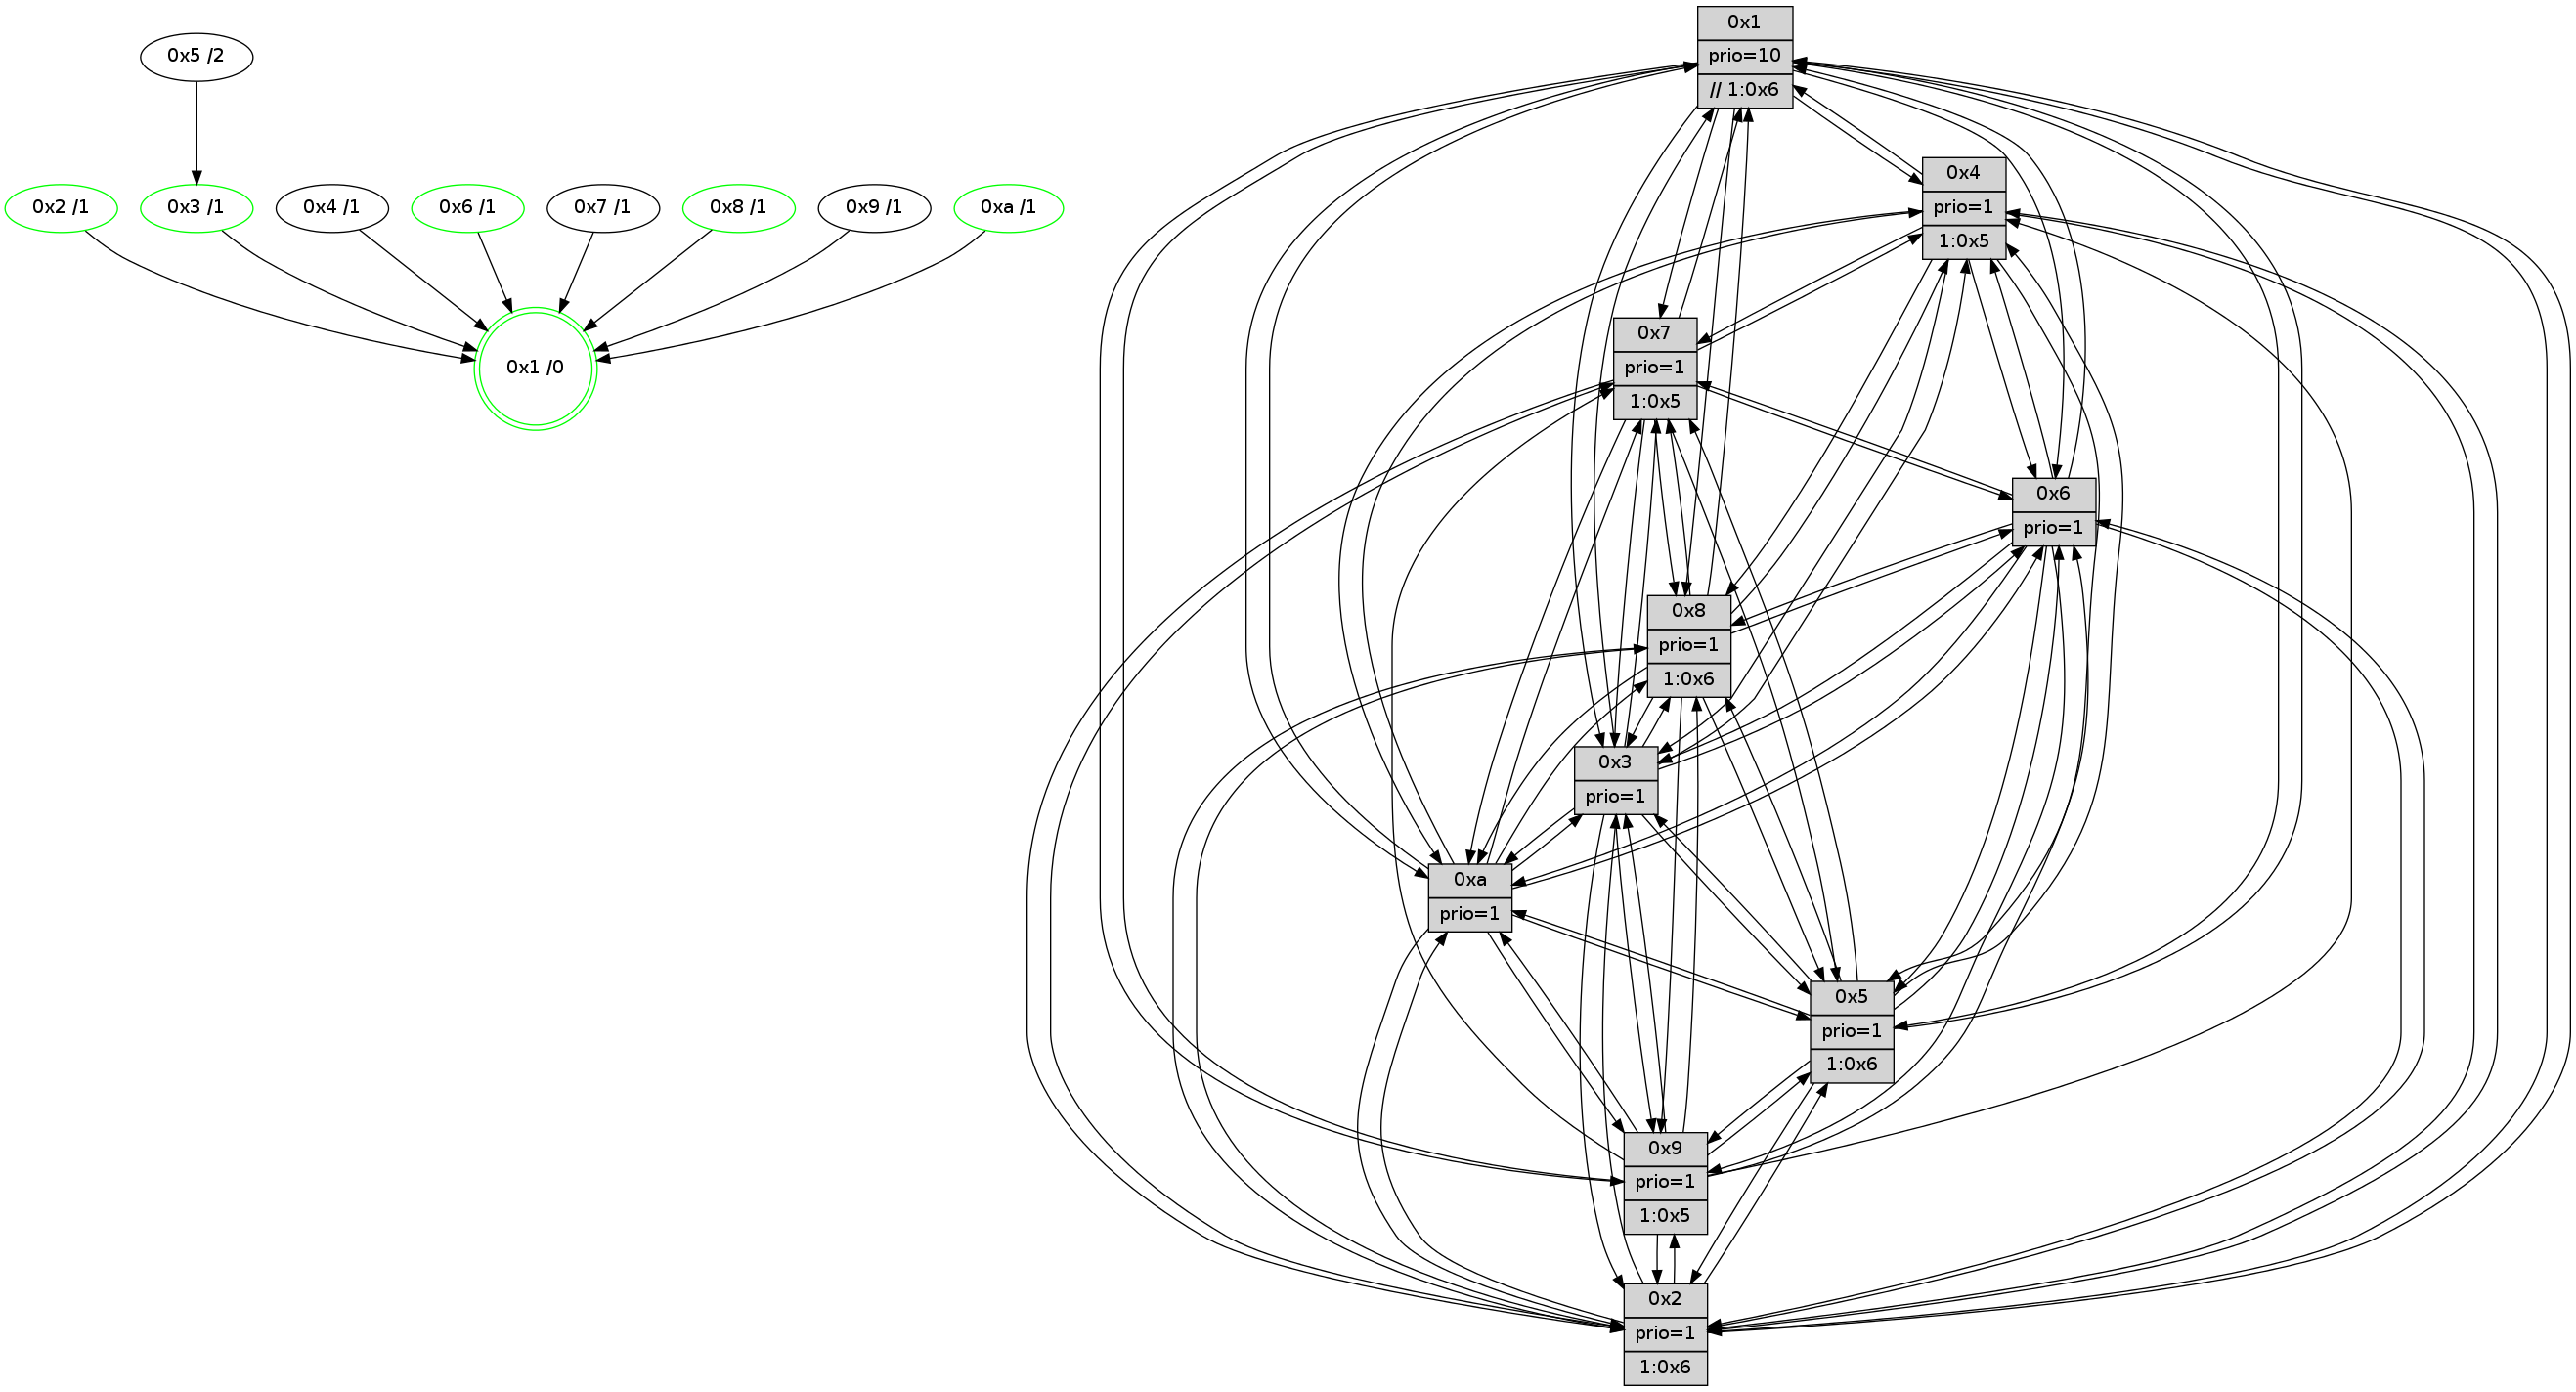 0x5 /2
0x2 /1
0x3 /1
0x4 /1
0x6 /1
0x7 /1
0x8 /1
0x9 /1
0xa /1
0x1 /0
0x1
prio=10
// 1:0x6
0x4
prio=1
1:0x5
0x7
prio=1
1:0x5
0x6
prio=1
0x8
prio=1
1:0x6
0x3
prio=1
0xa
prio=1
0x5
prio=1
1:0x6
0x9
prio=1
1:0x5
0x2
prio=1
1:0x6